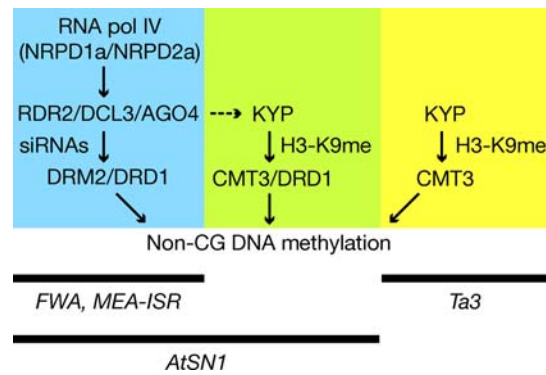 RNA pol IV
(NRPD1a/NRPD2a)
RDR2/DCL3/AGO4
KYP
KYP
siRNAs
H3-K9me
H3-K9me
DRM2/DRD1
CMT3/DRD1
CMT3
Non-CG DNA methylation
FWA, MEA-ISR
Ta3
AtSN1